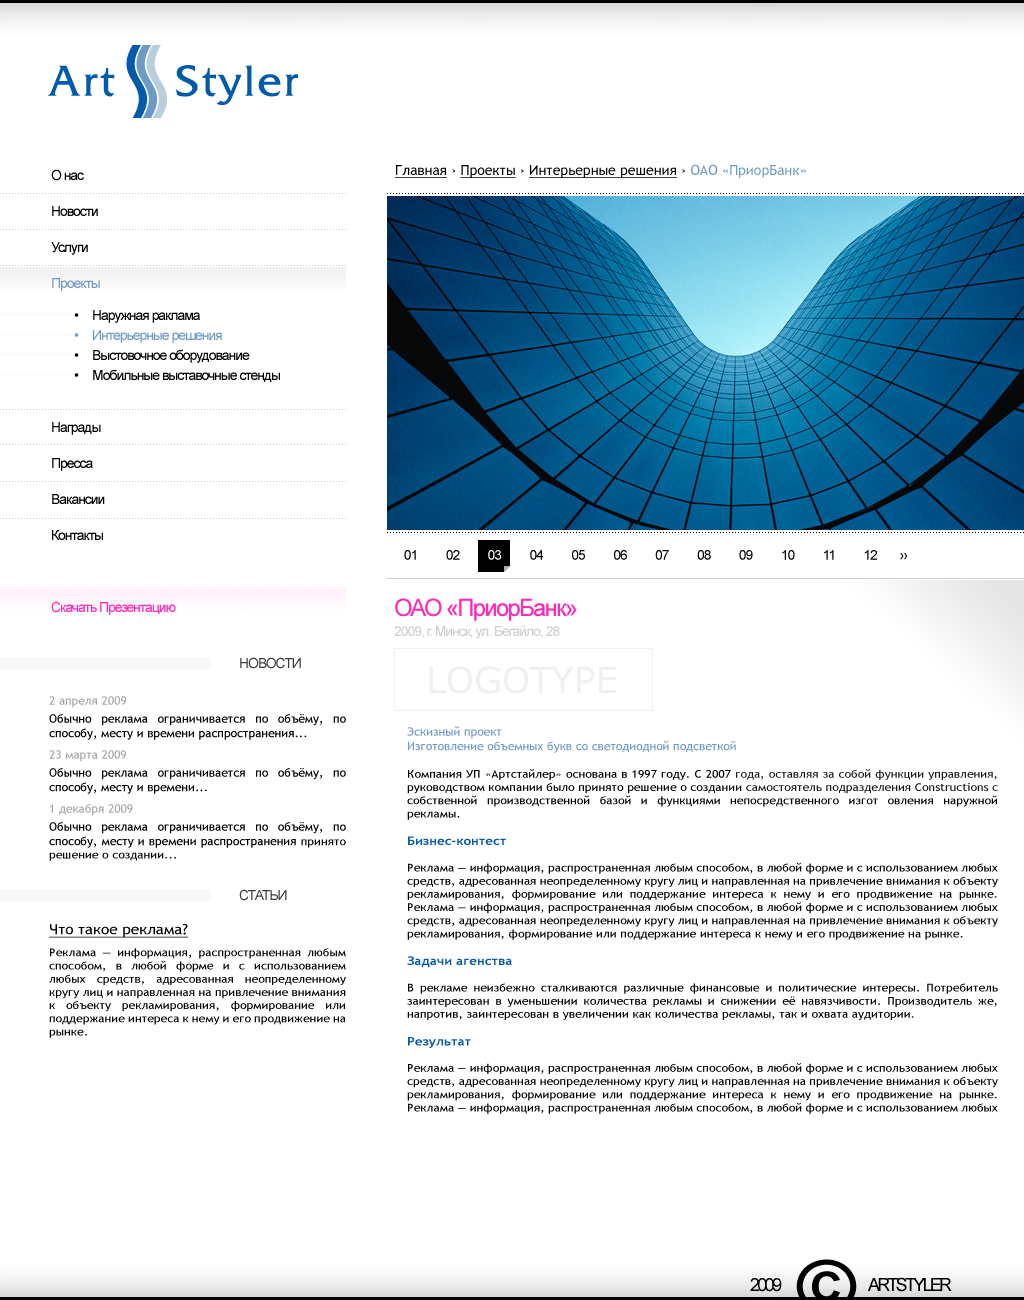 Art Styler
О нас
Новости
Услуги
Проекты
• Наружная раклама
• Интерьерные решения
• Выстовочное оборудование
• Мобильные выставочные стенды
Награды
Пресса
Вакансии
Контакты
Скачать Презентацию
НОВОСТИ
2 апреля 2009
Обычно реклама ограничивается по объёму, по
способу, месту и времени распространения...
23 марта 2009
Обычно реклама ограничивается по объёму, по
способу, месту и времени...
1 декабря 2009
Обычно реклама ограничивается по объёму, по
способу, месту и времени распространения принято
решение о создании...
СТАТЬИ
Что такое реклама?
Реклама — информация, распространенная любым
способом, в любой форме и с использованием
любых средств, адресованная неопределенному
кругу лиц и направленная на привлечение внимания
к объекту рекламирования, формирование или
поддержание интереса к нему и его продвижение на
рынке.
Главная › Проекты › Интерьерные решения › ОАО «ПриорБанк»
01 02 03 04 05 06 07 08 09 10 11 12 ››
ОАО «ПриорБанк»
2009, г. Минск, ул. Бегайло, 28
LOGOTYPE
Эскизный проект
Изготовление объемных букв со светодиодной подсветкой
Компания УП «Артстайлер» основана в 1997 году. С 2007 года, оставляя за собой функции управления,
руководством компании было принято решение о создании самостоятель подразделения Constructions с
собственной производственной базой и функциями непосредственного изгот овления наружной
рекламы.
Бизнес-контест
Реклама — информация, распространенная любым способом, в любой форме и с использованием любых
средств, адресованная неопределенному кругу лиц и направленная на привлечение внимания к объекту
рекламирования, формирование или поддержание интереса к нему и его продвижение на рынке.
Реклама — информация, распространенная любым способом, в любой форме и с использованием любых
средств, адресованная неопределенному кругу лиц и направленная на привлечение внимания к объекту
рекламирования, формирование или поддержание интереса к нему и его продвижение на рынке.
Задачи агенства
В рекламе неизбежно сталкиваются различные финансовые и политические интересы. Потребитель
заинтересован в уменьшении количества рекламы и снижении её навязчивости. Производитель же,
напротив, заинтересован в увеличении как количества рекламы, так и охвата аудитории.
Результат
Реклама — информация, распространенная любым способом, в любой форме и с использованием любых
средств, адресованная неопределенному кругу лиц и направленная на привлечение внимания к объекту
рекламирования, формирование или поддержание интереса к нему и его продвижение на рынке.
Реклама — информация, распространенная любым способом, в любой форме и с использованием любых
2009 © ARTSTYLER